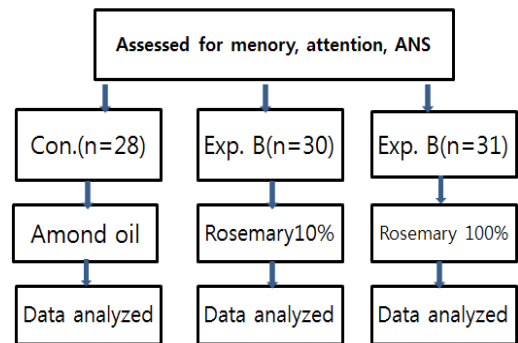 Assessed for menory, attention, ANS
Con.(n=28)
Exp. B(n=30)
Exp. B(n=31)
Amond oil
Rosemary10%
Rosemary 100%
Data analyzed
Data analyzed
Data analyzed